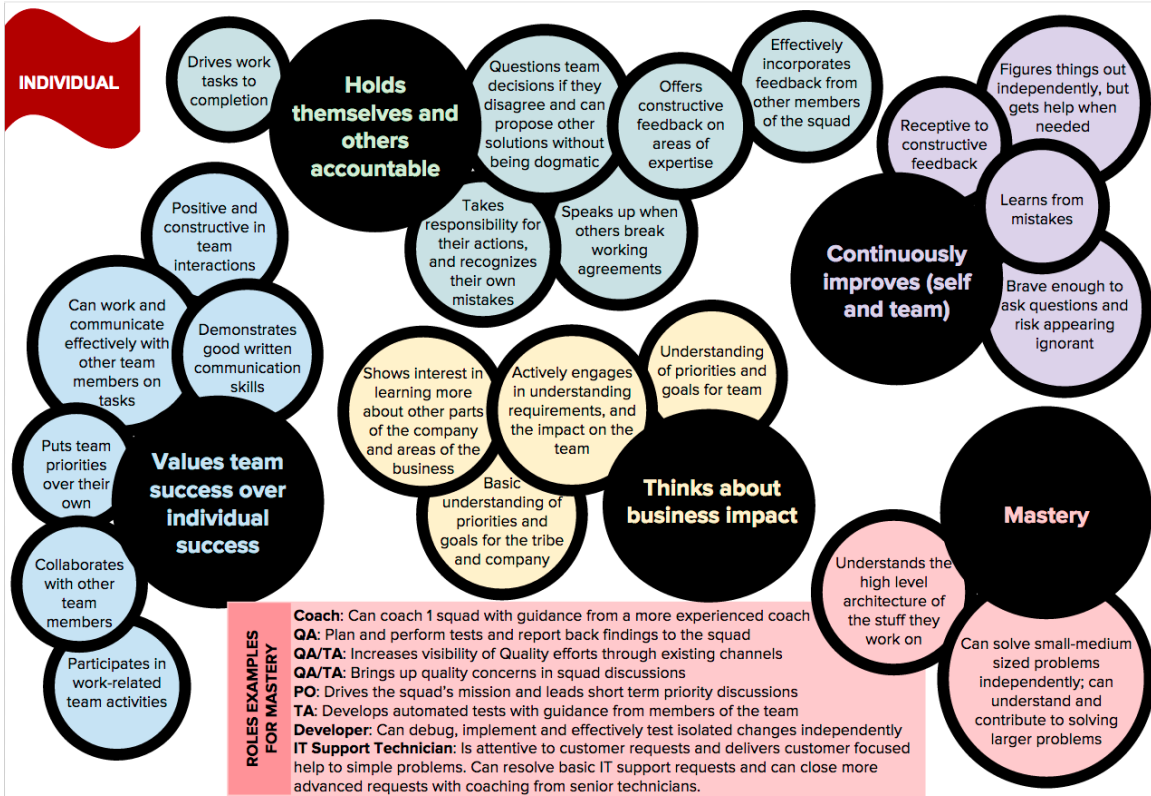 INDIVIDUAL
Drives work
tasks to
completion
Holds
themselves and
others
accountable
Questions team
decisions if they
disagree and can
propose other
solutions without
being dogmatic
Offers
constructive
feedback on
areas of
expertise
Effectively
incorporates
feedback from
other members
of the squad
Takes
responsibility for
their actions,
and recognizes
their own
mistakes
Speaks up when
others break
working
agreements
Figures things out
independently, but
gets help when
needed
Receptive to
constructive
feedback
Learns from
mistakes
Continuously
improves (self
and team)
Brave enough to
ask questions and
risk appearing
ignorant
Positive and
constructive in
team
interactions
Can work and
communicate
effectively with
other team
members on
tasks
Demonstrates
good written
communication
skills
Puts team
priorities
over their
own
Values team
success over
individual
success
Collaborates
with other
team
members
Participates in
work-related
team activities
Shows interest in
learning more
about other parts
of the company
and areas of the
business
Actively engages
in understanding
requirements, and
the impact on the
team
Understanding
of priorities and
goals for team
Basic
understanding of
priorities and
goals for the tribe
and company
Thinks about
business impact
Mastery
Understands the
high level
architecture of
the stuff they
work on
Can solve small-medium
sized problems
independently; can
understand and
contribute to solving
larger problems
ROLES EXAMPLES
FOR MASTERY
Coach: Can coach 1 squad with guidance from a more experienced coach
QA: Plan and perform tests and report back findings to the squad
QA/TA: Increases visibility of Quality efforts through existing channels
QA/TA: Brings up quality concerns in squad discussions
PO: Drives the squad's mission and leads short term priority discussions
TA: Develops automated tests with guidance from members of the team
Developer: Can debug, implement and effectively test isolated changes independently
IT Support Technician: Is attentive to customer requests and delivers customer focused
help to simple problems. Can resolve basic IT support requests and can close more
advanced requests with coaching from senior technicians.